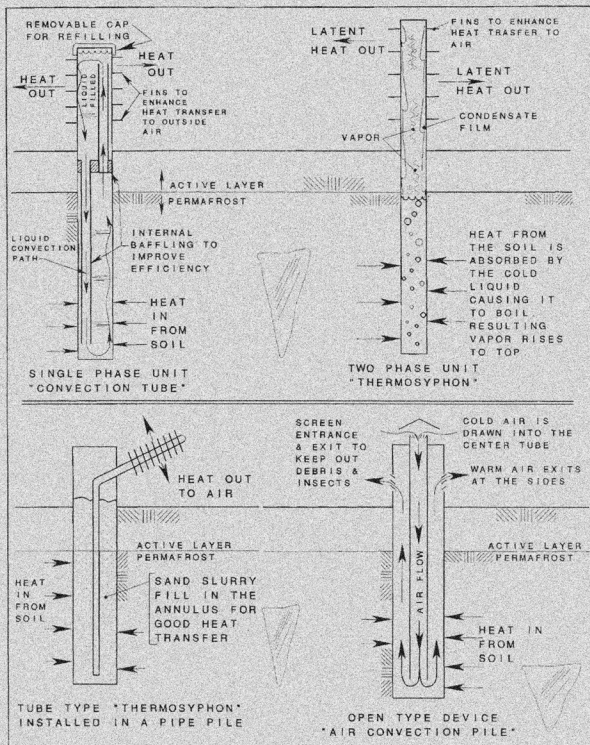 REMOVABLE CAP
FOR REFILLING
HEAT
OUT
HEAT
OUT
LIQUID
FILLED
FINS TO
ENHANCE
HEAT TRANSFER
TO OUTSIDE
AIR
ACTIVE LAYER
PERMAFROST
LIQUID
CONVECTION
PATH
INTERNAL
BAFFLING TO
IMPROVE
EFFICIENCY
HEAT
IN
FROM
SOIL
SINGLE PHASE UNIT
"CONVECTION TUBE"
LATENT
HEAT OUT
FINS TO ENHANCE
HEAT TRASFER TO
AIR
LATENT
HEAT OUT
VAPOR
CONDENSATE
FILM
HEAT FROM
THE SOIL IS
ABSORBED BY
THE COLD
LIQUID
CAUSING IT
TO BOIL
RESULTING
VAPOR RISES
TO TOP
TWO PHASE UNIT
"THERMOSYPHON"
HEAT OUT
TO AIR
ACTIVE LAYER
PERMAFROST
HEAT
IN
FROM
SOIL
SAND SLURRY
FILL IN THE
ANNULUS FOR
GOOD HEAT
TRANSFER
TUBE TYPE "THERMOSYPHON"
INSTALLED IN A PIPE PILE
SCREEN
ENTRANCE
& EXIT TO
KEEP OUT
DEBRIS &
INSECTS
COLD AIR IS
DRAWN INTO THE
CENTER TUBE
WARM AIR EXITS
AT THE SIDES
AIR FLOW
ACTIVE LAYER
PERMAFROST
HEAT IN
FROM
SOIL
OPEN TYPE DEVICE
"AIR CONVECTION PILE"